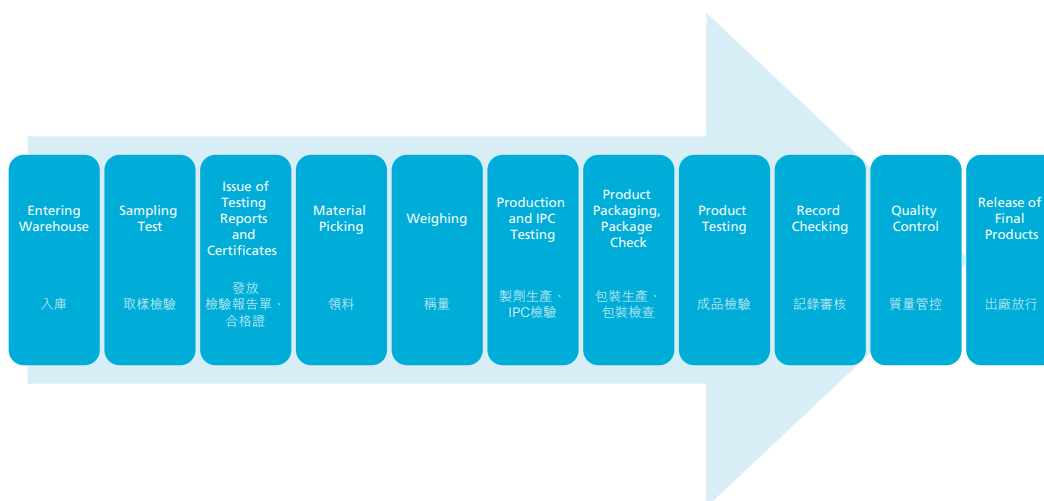 Entering
Warehouse
入庫
Sampling
Test
取樣檢驗
Issue of
Testing
Reports
and
Certificates
發放
檢驗報告單、
合格證
Material
Picking
領料
Weighing
稱量
Production
and IPC
Testing
製劑生產、
IPC檢驗
Product
Packaging,
Package
Check
包裝生產、
包裝檢查
Product
Testing
成品檢驗
Record
Checking
記錄審核
Quality
Control
質量管控
Release of
Final
Products
出廠放行